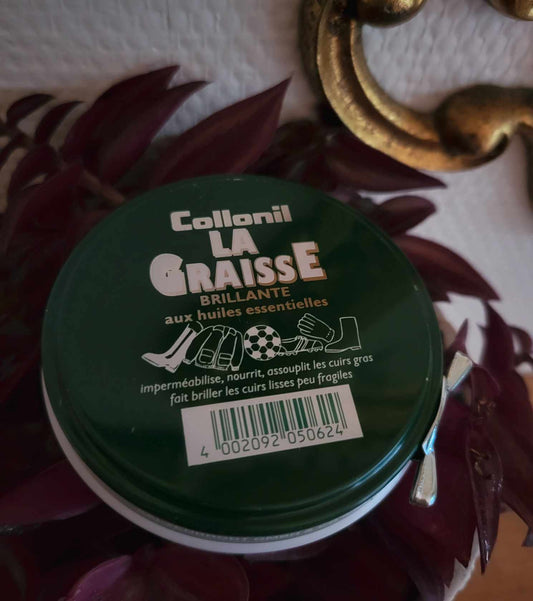 Collonil
LA
GRAISSE
BRILLANTE
aux huiles essentielles
imperméabilise, nourrit, assouplit les cuirs gras
fait briller les cuirs lisses peu fragiles
4 002092 050624